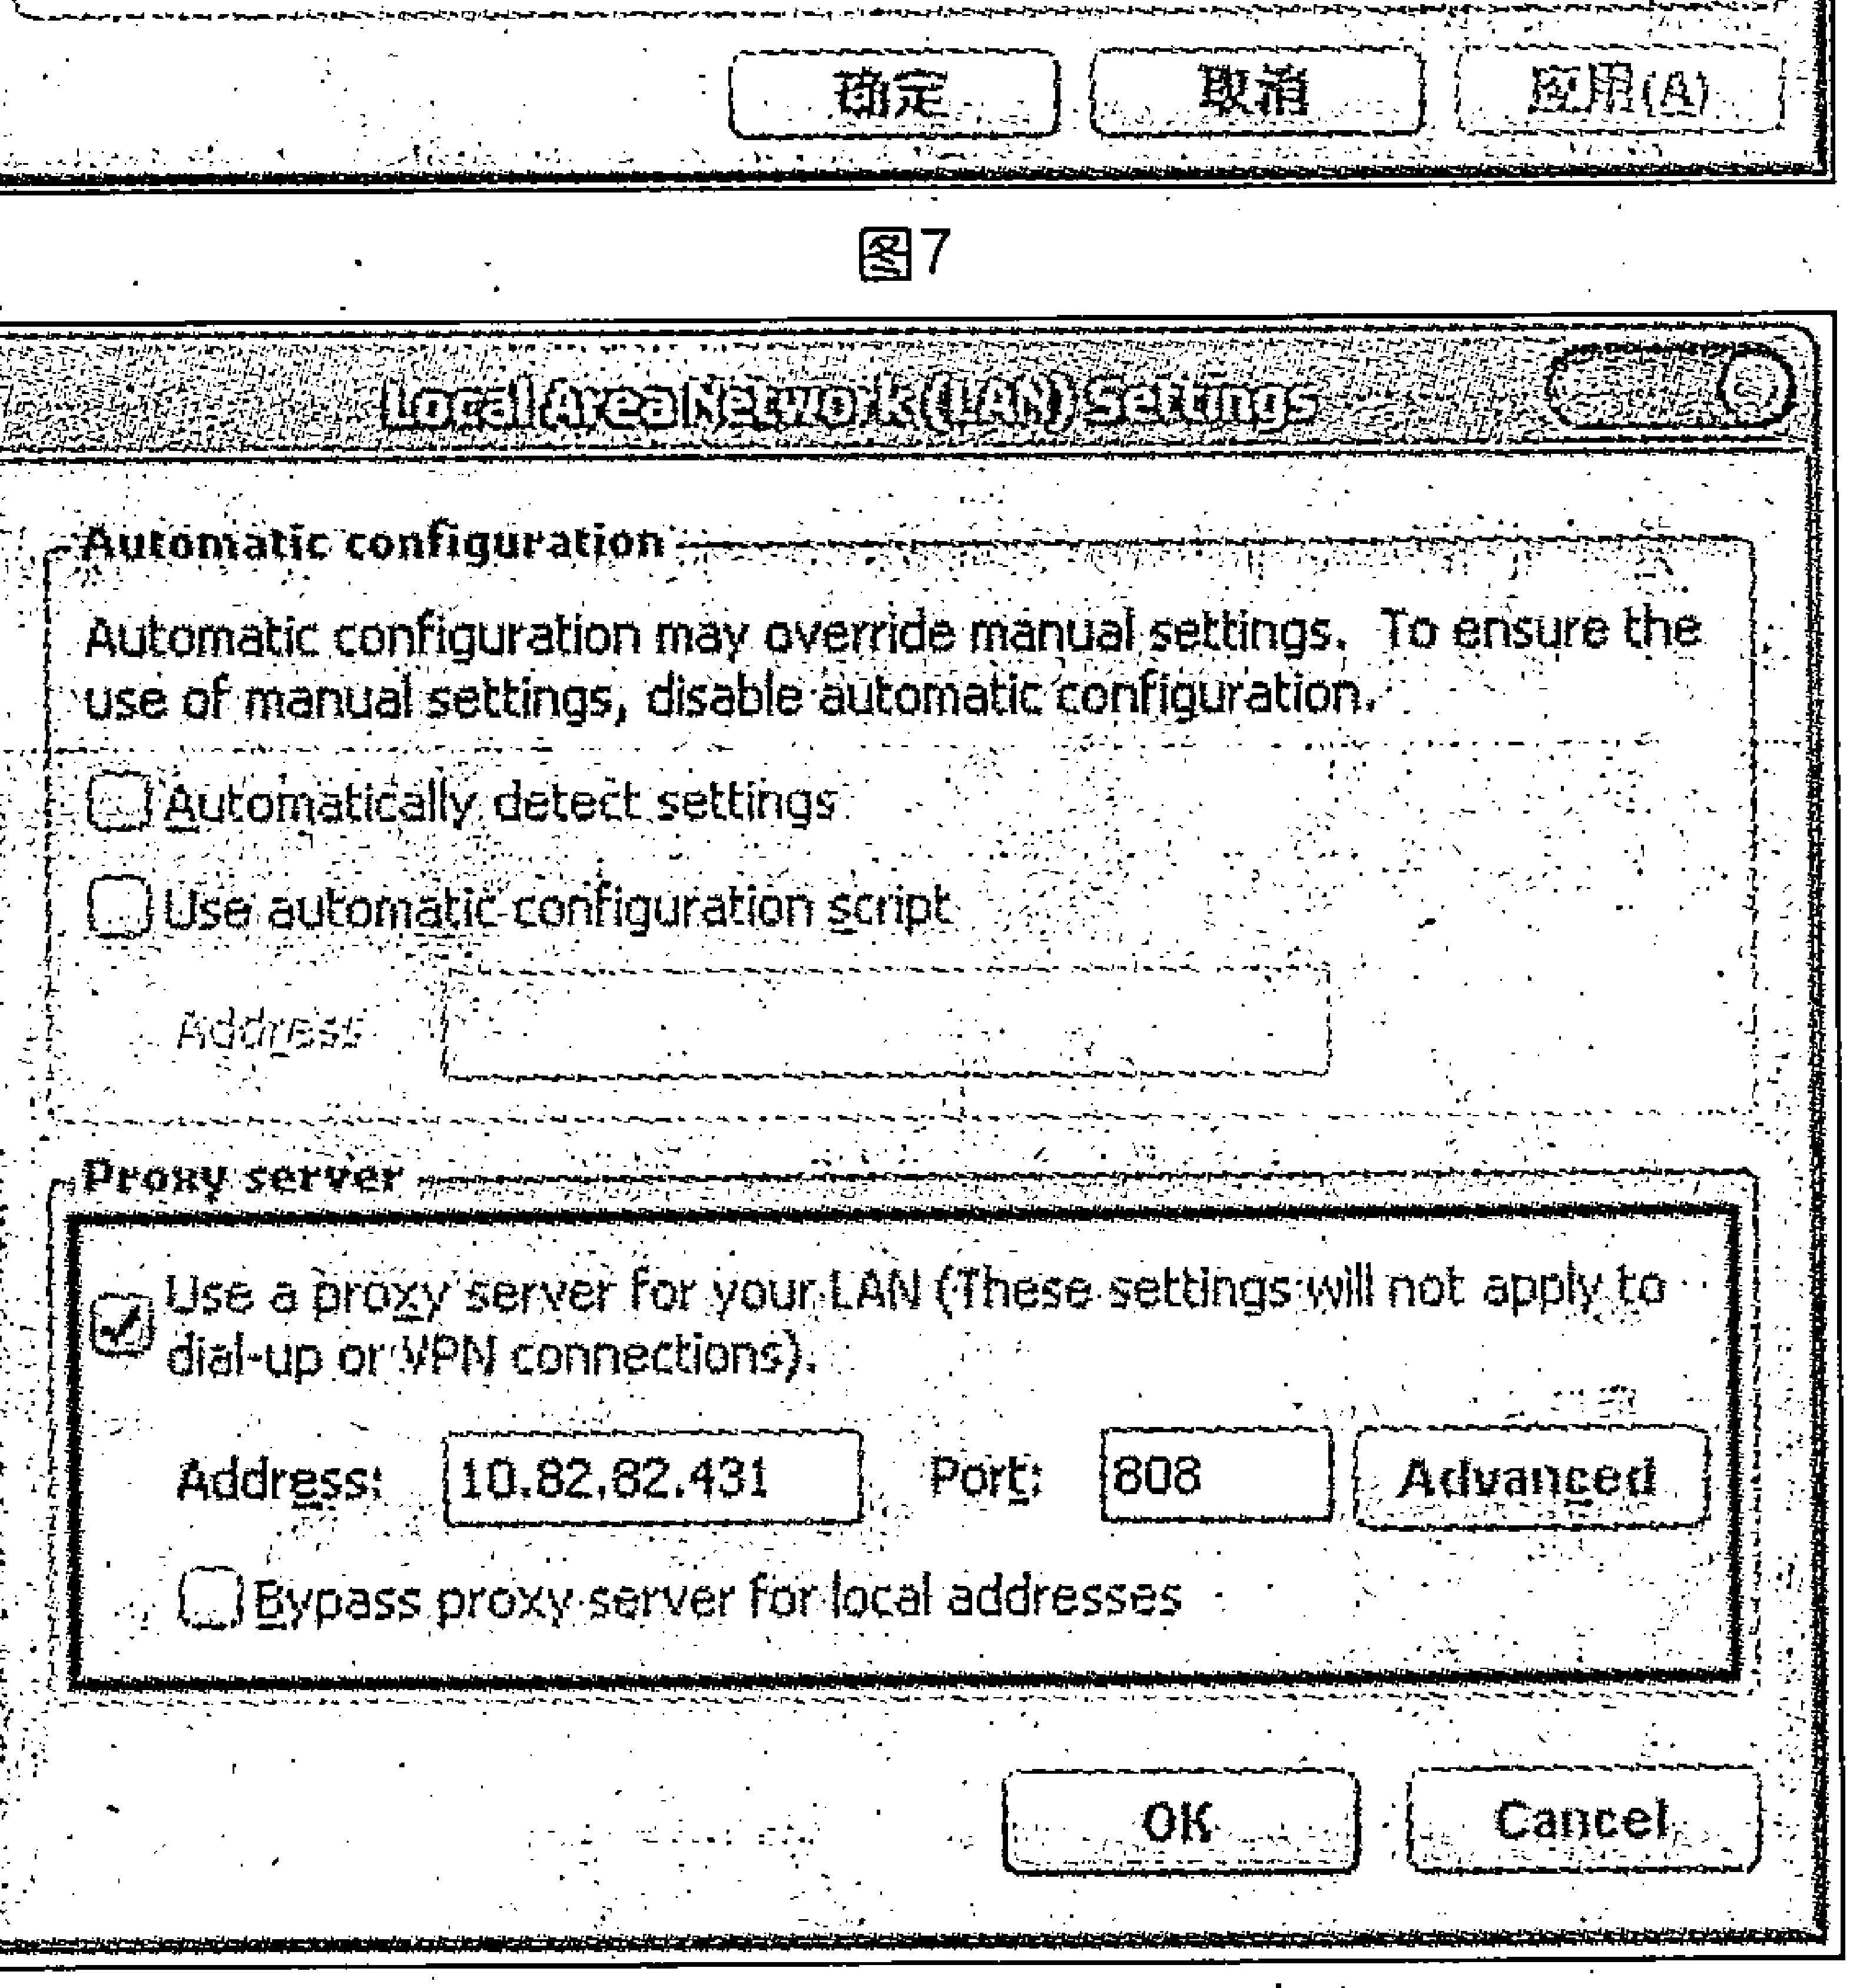 确定 取消 应用(A)
图7
Local Area Network (LAN) Settings
Automatic configuration
Automatic configuration may override manual settings. To ensure the
use of manual settings, disable automatic configuration.
Automatically detect settings
Use automatic configuration script
Address
Proxy server
Use a proxy server for your LAN (These settings will not apply to
dial-up or VPN connections).
Address: 10.82.82.431 Port: 808 Advanced
Bypass proxy server for local addresses
OK Cancel